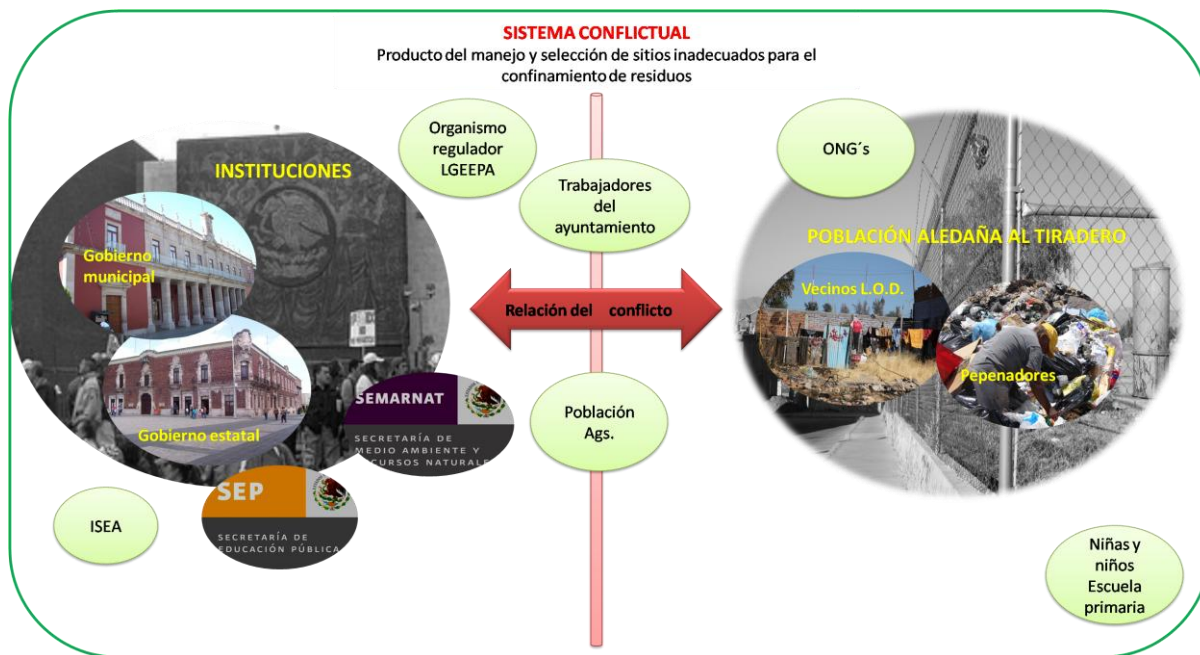 SISTEMA CONFLICTUAL
Producto del manejo y selección de sitios inadecuados para el
confinamiento de residuos
Organismo
regulador
LGEEPA
ONG´s
INSTITUCIONES
Trabajadores
del
ayuntamiento
POBLACIÓN ALEDAÑA AL TIRADERO
Gobierno
municipal
Vecinos L.O.D.
Relación del conflicto
Pepenadores
SEMARNAT
SECRETARÍA DE
MEDIO AMBIENTE Y
RECURSOS NATURALE
Gobierno estatal
Población
Ags.
SEP
SECRETARÍA DE
EDUCACIÓN PÚBLICA
ISEA
Niñas y
niños
Escuela
primaria